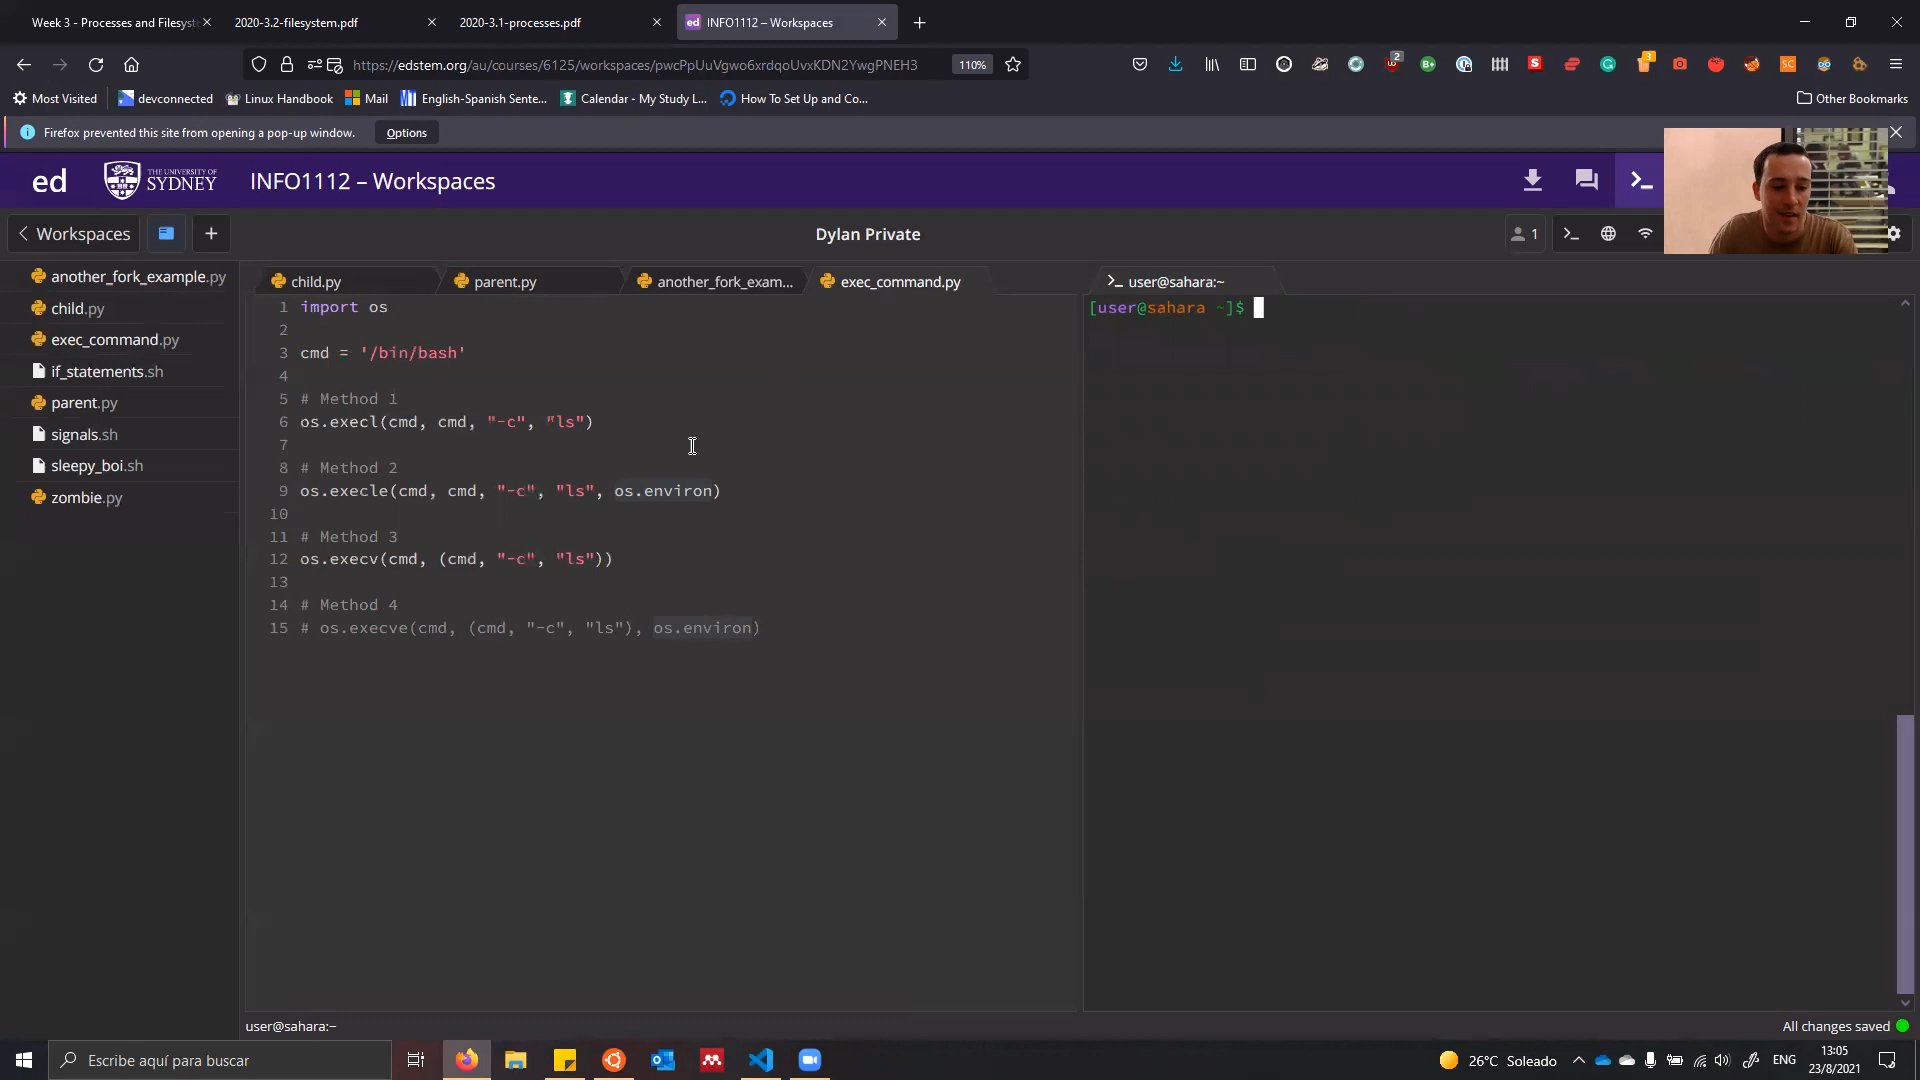 Week 3 - Processes and Filesyst
2020-3.2-filesystem.pdf
2020-3.1-processes.pdf
ed INFO1112 – Workspaces
https://edstem.org/au/courses/6125/workspaces/pwcPpUuVgwo6xrdqoUvxKDN2YwgPNEH3
110%
2
3
Most Visited
devconnected
Linux Handbook
Mail
English-Spanish Sente...
Calendar - My Study L...
How To Set Up and Co...
Other Bookmarks
Firefox prevented this site from opening a pop-up window.
Options
ed
THE UNIVERSITY OF
SYDNEY
INFO1112 – Workspaces
Workspaces
Dylan Private
1
another_fork_example.py
child.py
exec_command.py
if_statements.sh
parent.py
signals.sh
sleepy_boi.sh
zombie.py
child.py
parent.py
another_fork_exam...
exec_command.py
user@sahara:~
1 import os
2
3 cmd = '/bin/bash'
4
5 # Method 1
6 os.execl(cmd, cmd, "-c", "ls")
7
8 # Method 2
9 os.execle(cmd, cmd, "-c", "ls", os.environ)
10
11 # Method 3
12 os.execv(cmd, (cmd, "-c", "ls"))
13
14 # Method 4
15 # os.execve(cmd, (cmd, "-c", "ls"), os.environ)
[user@sahara ~]$
user@sahara:~
All changes saved
Escribe aquí para buscar
26°C Soleado
ENG
13:05
23/8/2021